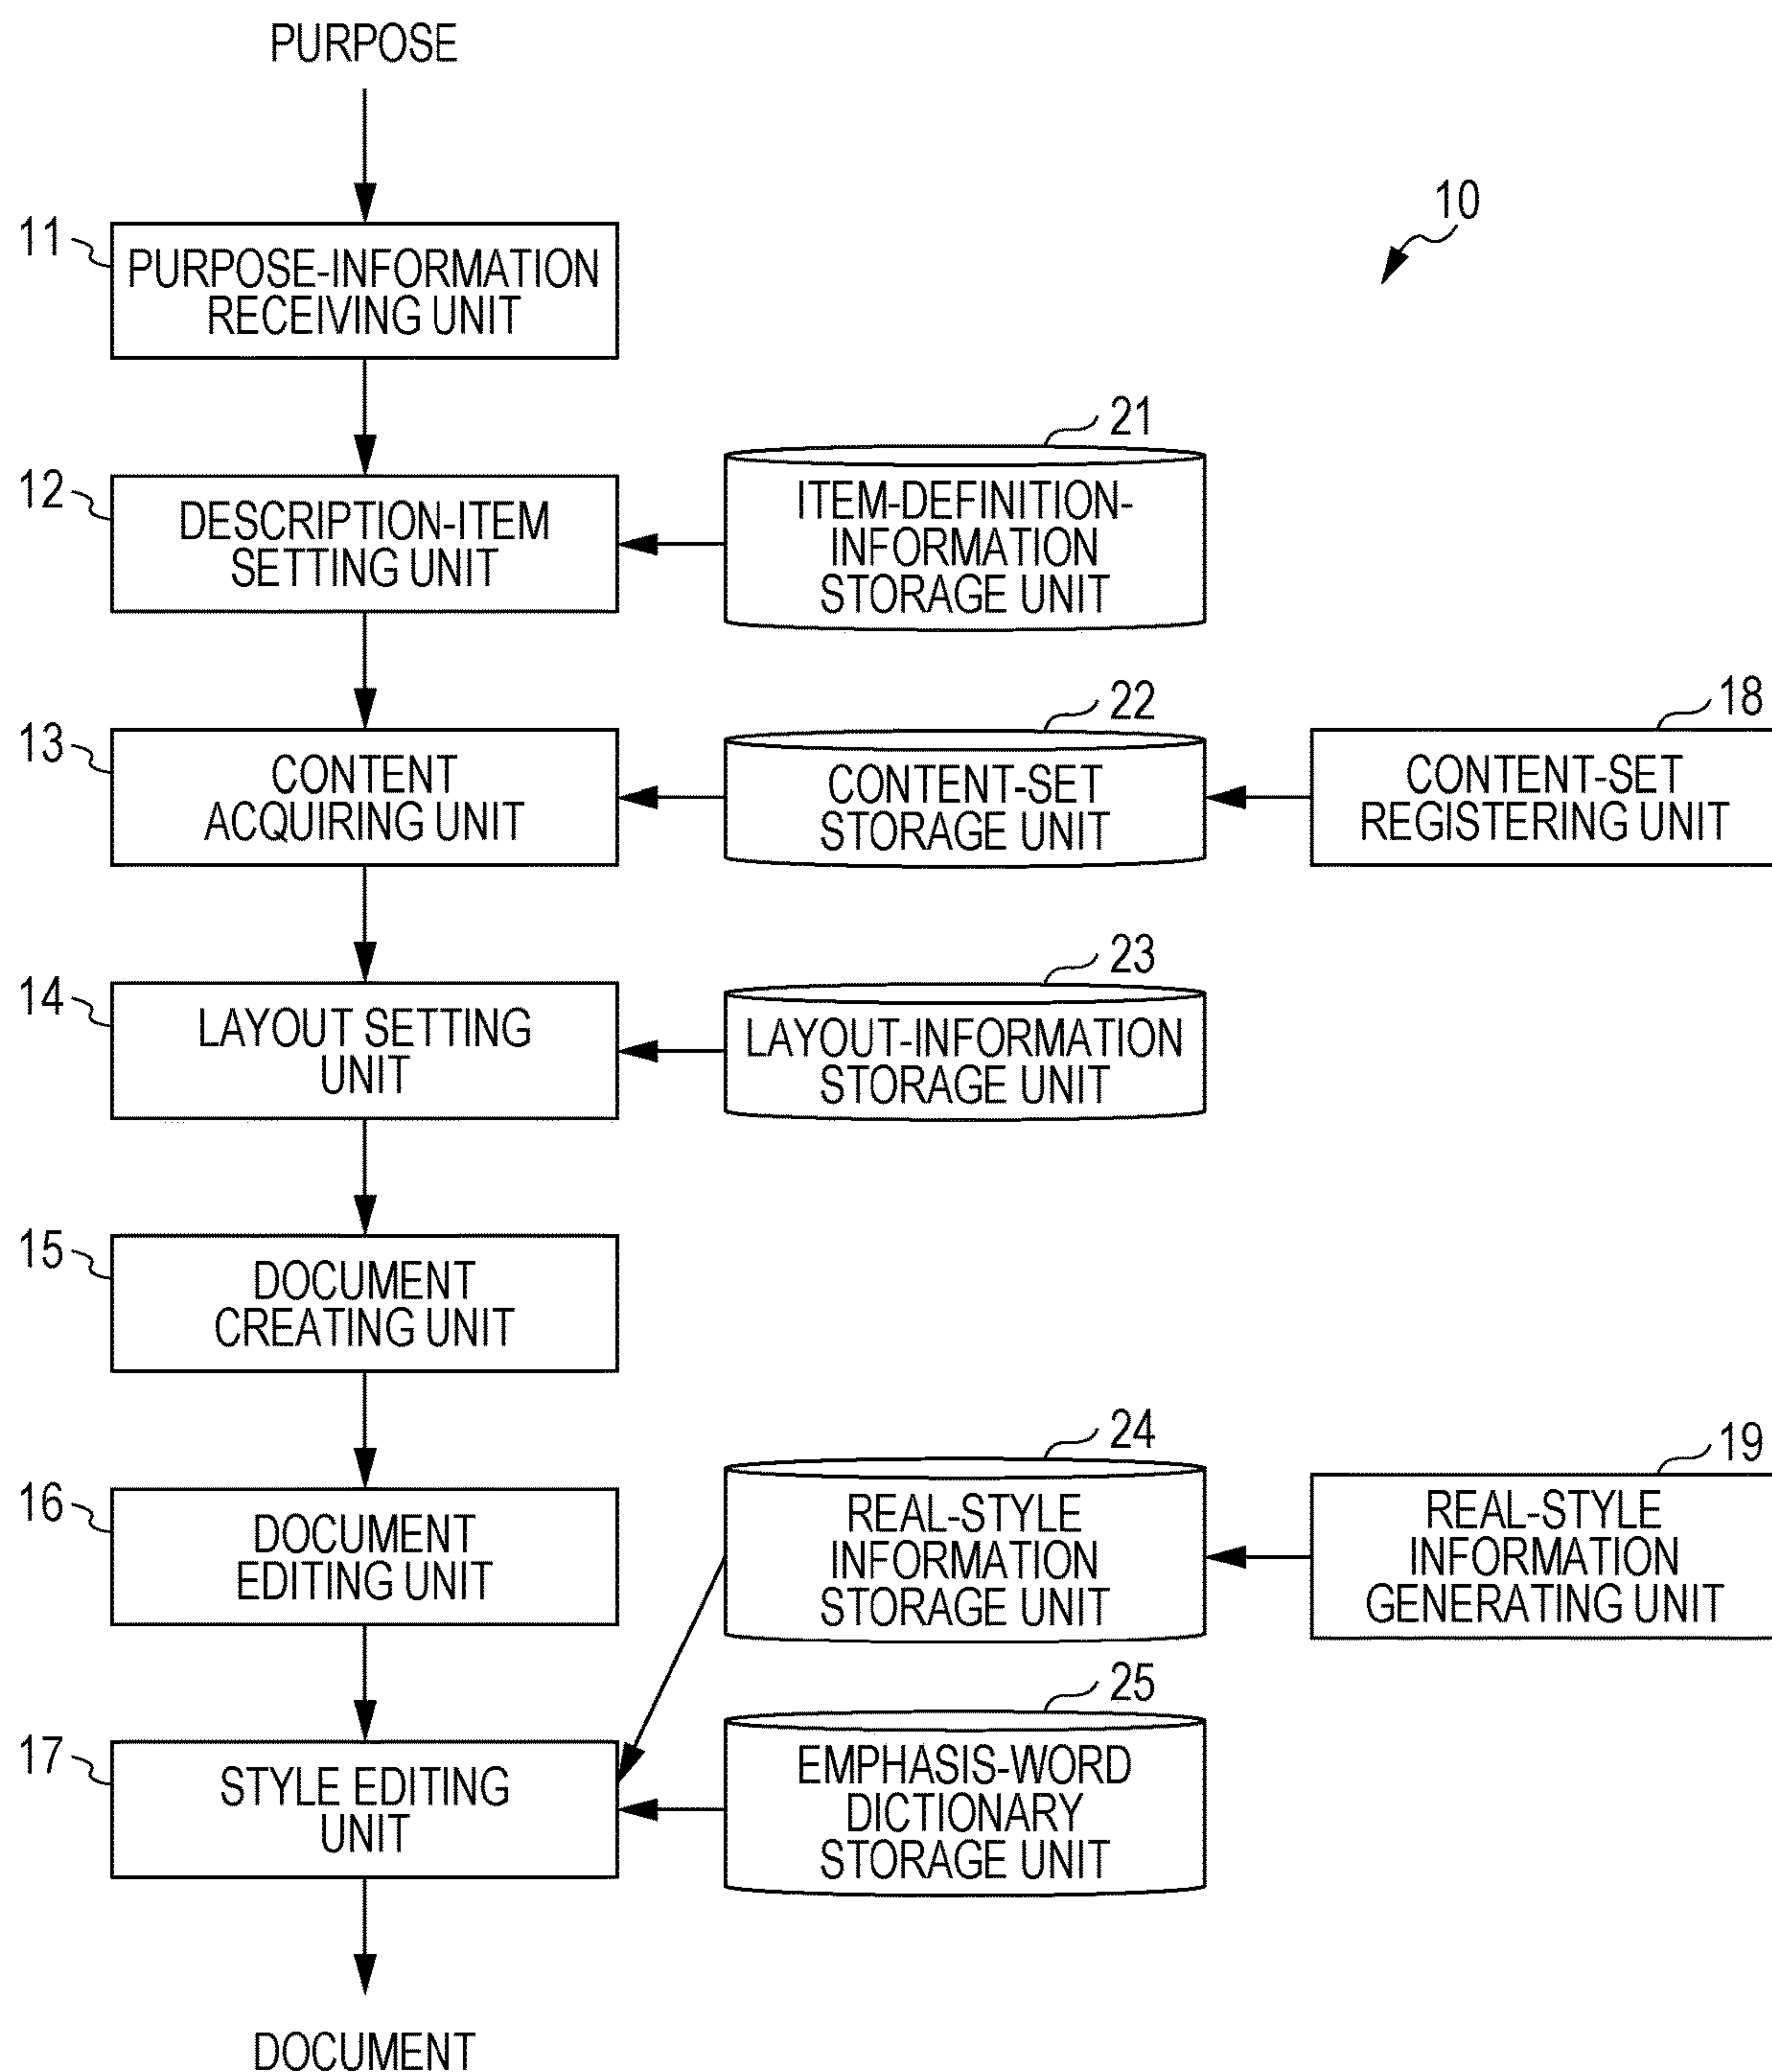 PURPOSE
10
11
PURPOSE-INFORMATION
RECEIVING UNIT
21
12
DESCRIPTION-ITEM
SETTING UNIT
ITEM-DEFINITION-
INFORMATION
STORAGE UNIT
13
CONTENT
ACQUIRING UNIT
22
CONTENT-SET
STORAGE UNIT
18
CONTENT-SET
REGISTERING UNIT
14
LAYOUT SETTING
UNIT
23
LAYOUT-INFORMATION
STORAGE UNIT
15
DOCUMENT
CREATING UNIT
16
DOCUMENT
EDITING UNIT
24
REAL-STYLE
INFORMATION
STORAGE UNIT
19
REAL-STYLE
INFORMATION
GENERATING UNIT
17
STYLE EDITING
UNIT
25
EMPHASIS-WORD
DICTIONARY
STORAGE UNIT
DOCUMENT